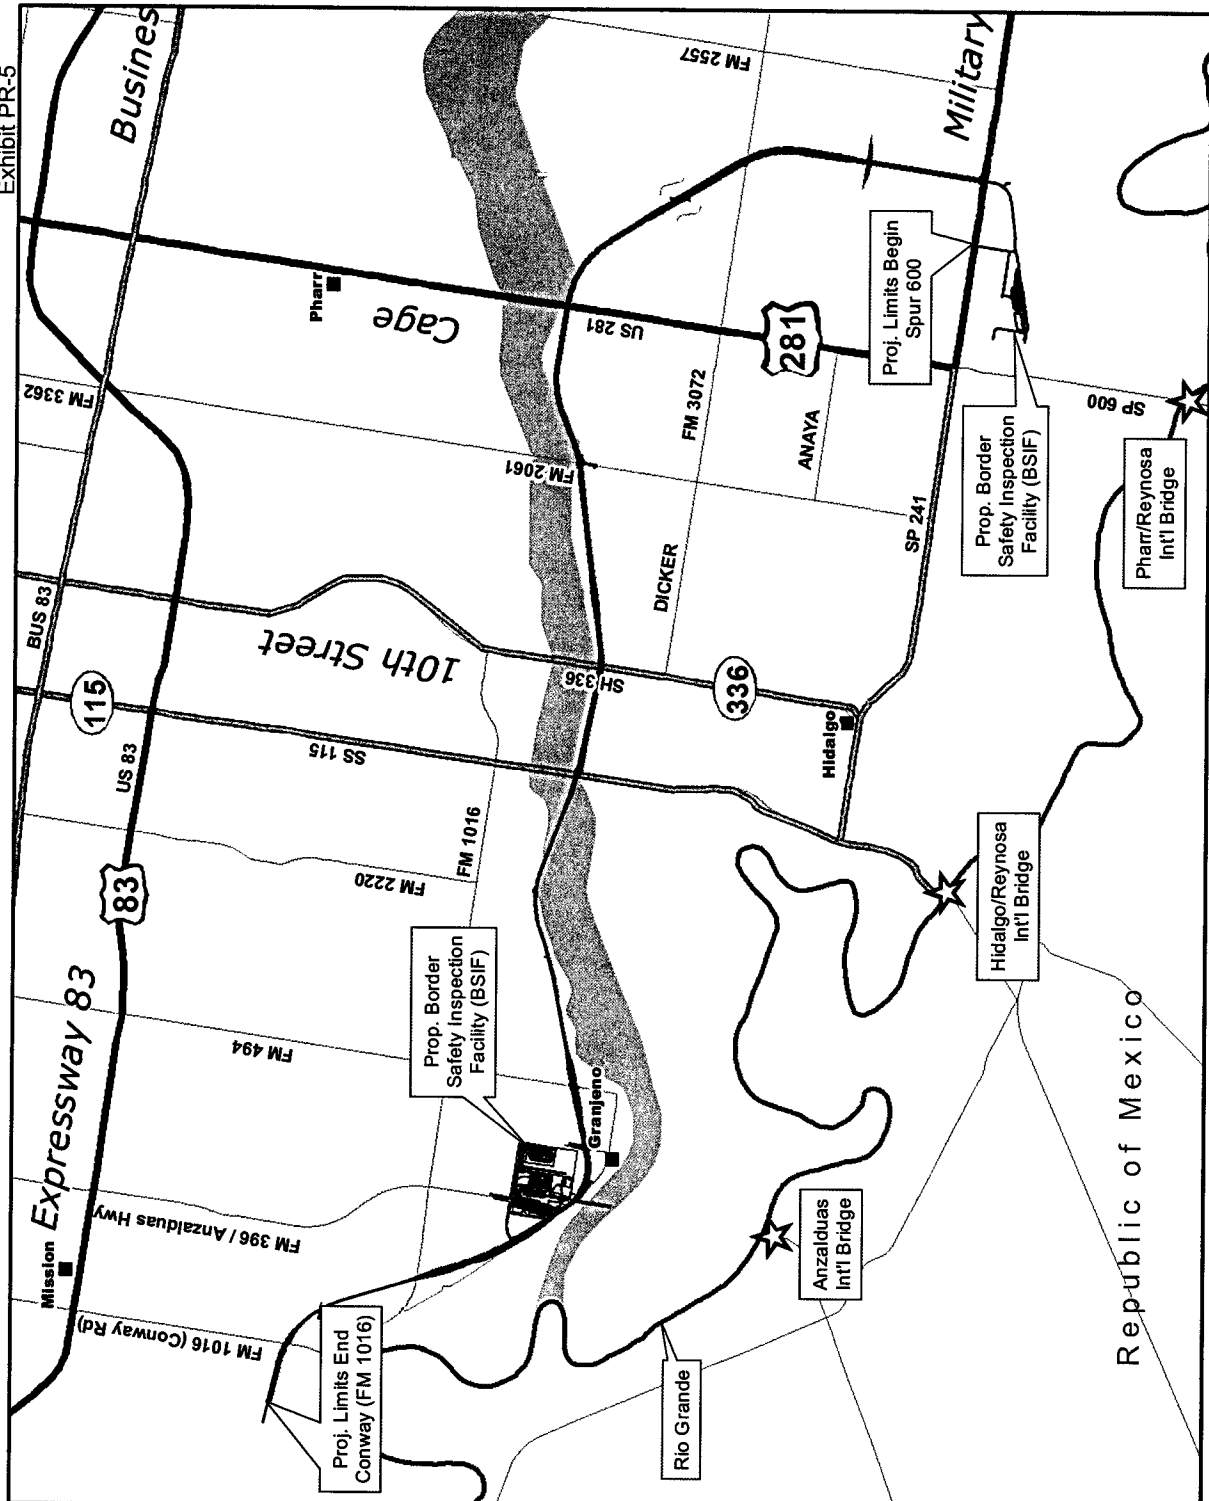 Exhibit PR-5
Mission
Expressway 83
83
US 83
115
BUS 83
Busines
FM 3362
FM 1016 (Conway Rd)
FM 396 / Anzalduas Hwy
FM 494
FM 2220
SS 115
10th Street
Pharr
Cage
Proj. Limits End
Conway (FM 1016)
Prop. Border
Safety Inspection
Facility (BSIF)
FM 1016
SH 336
FM 2061
US 281
FM 2557
Granjeno
DICKER
FM 3072
336
ANAYA
281
Hidalgo
SP 241
Military
Rio Grande
Anzalduas
Int'l Bridge
Hidalgo/Reynosa
Int'l Bridge
Proj. Limits Begin
Spur 600
Prop. Border
Safety Inspection
Facility (BSIF)
SP 600
Pharr/Reynosa
Int'l Bridge
Republic of Mexico